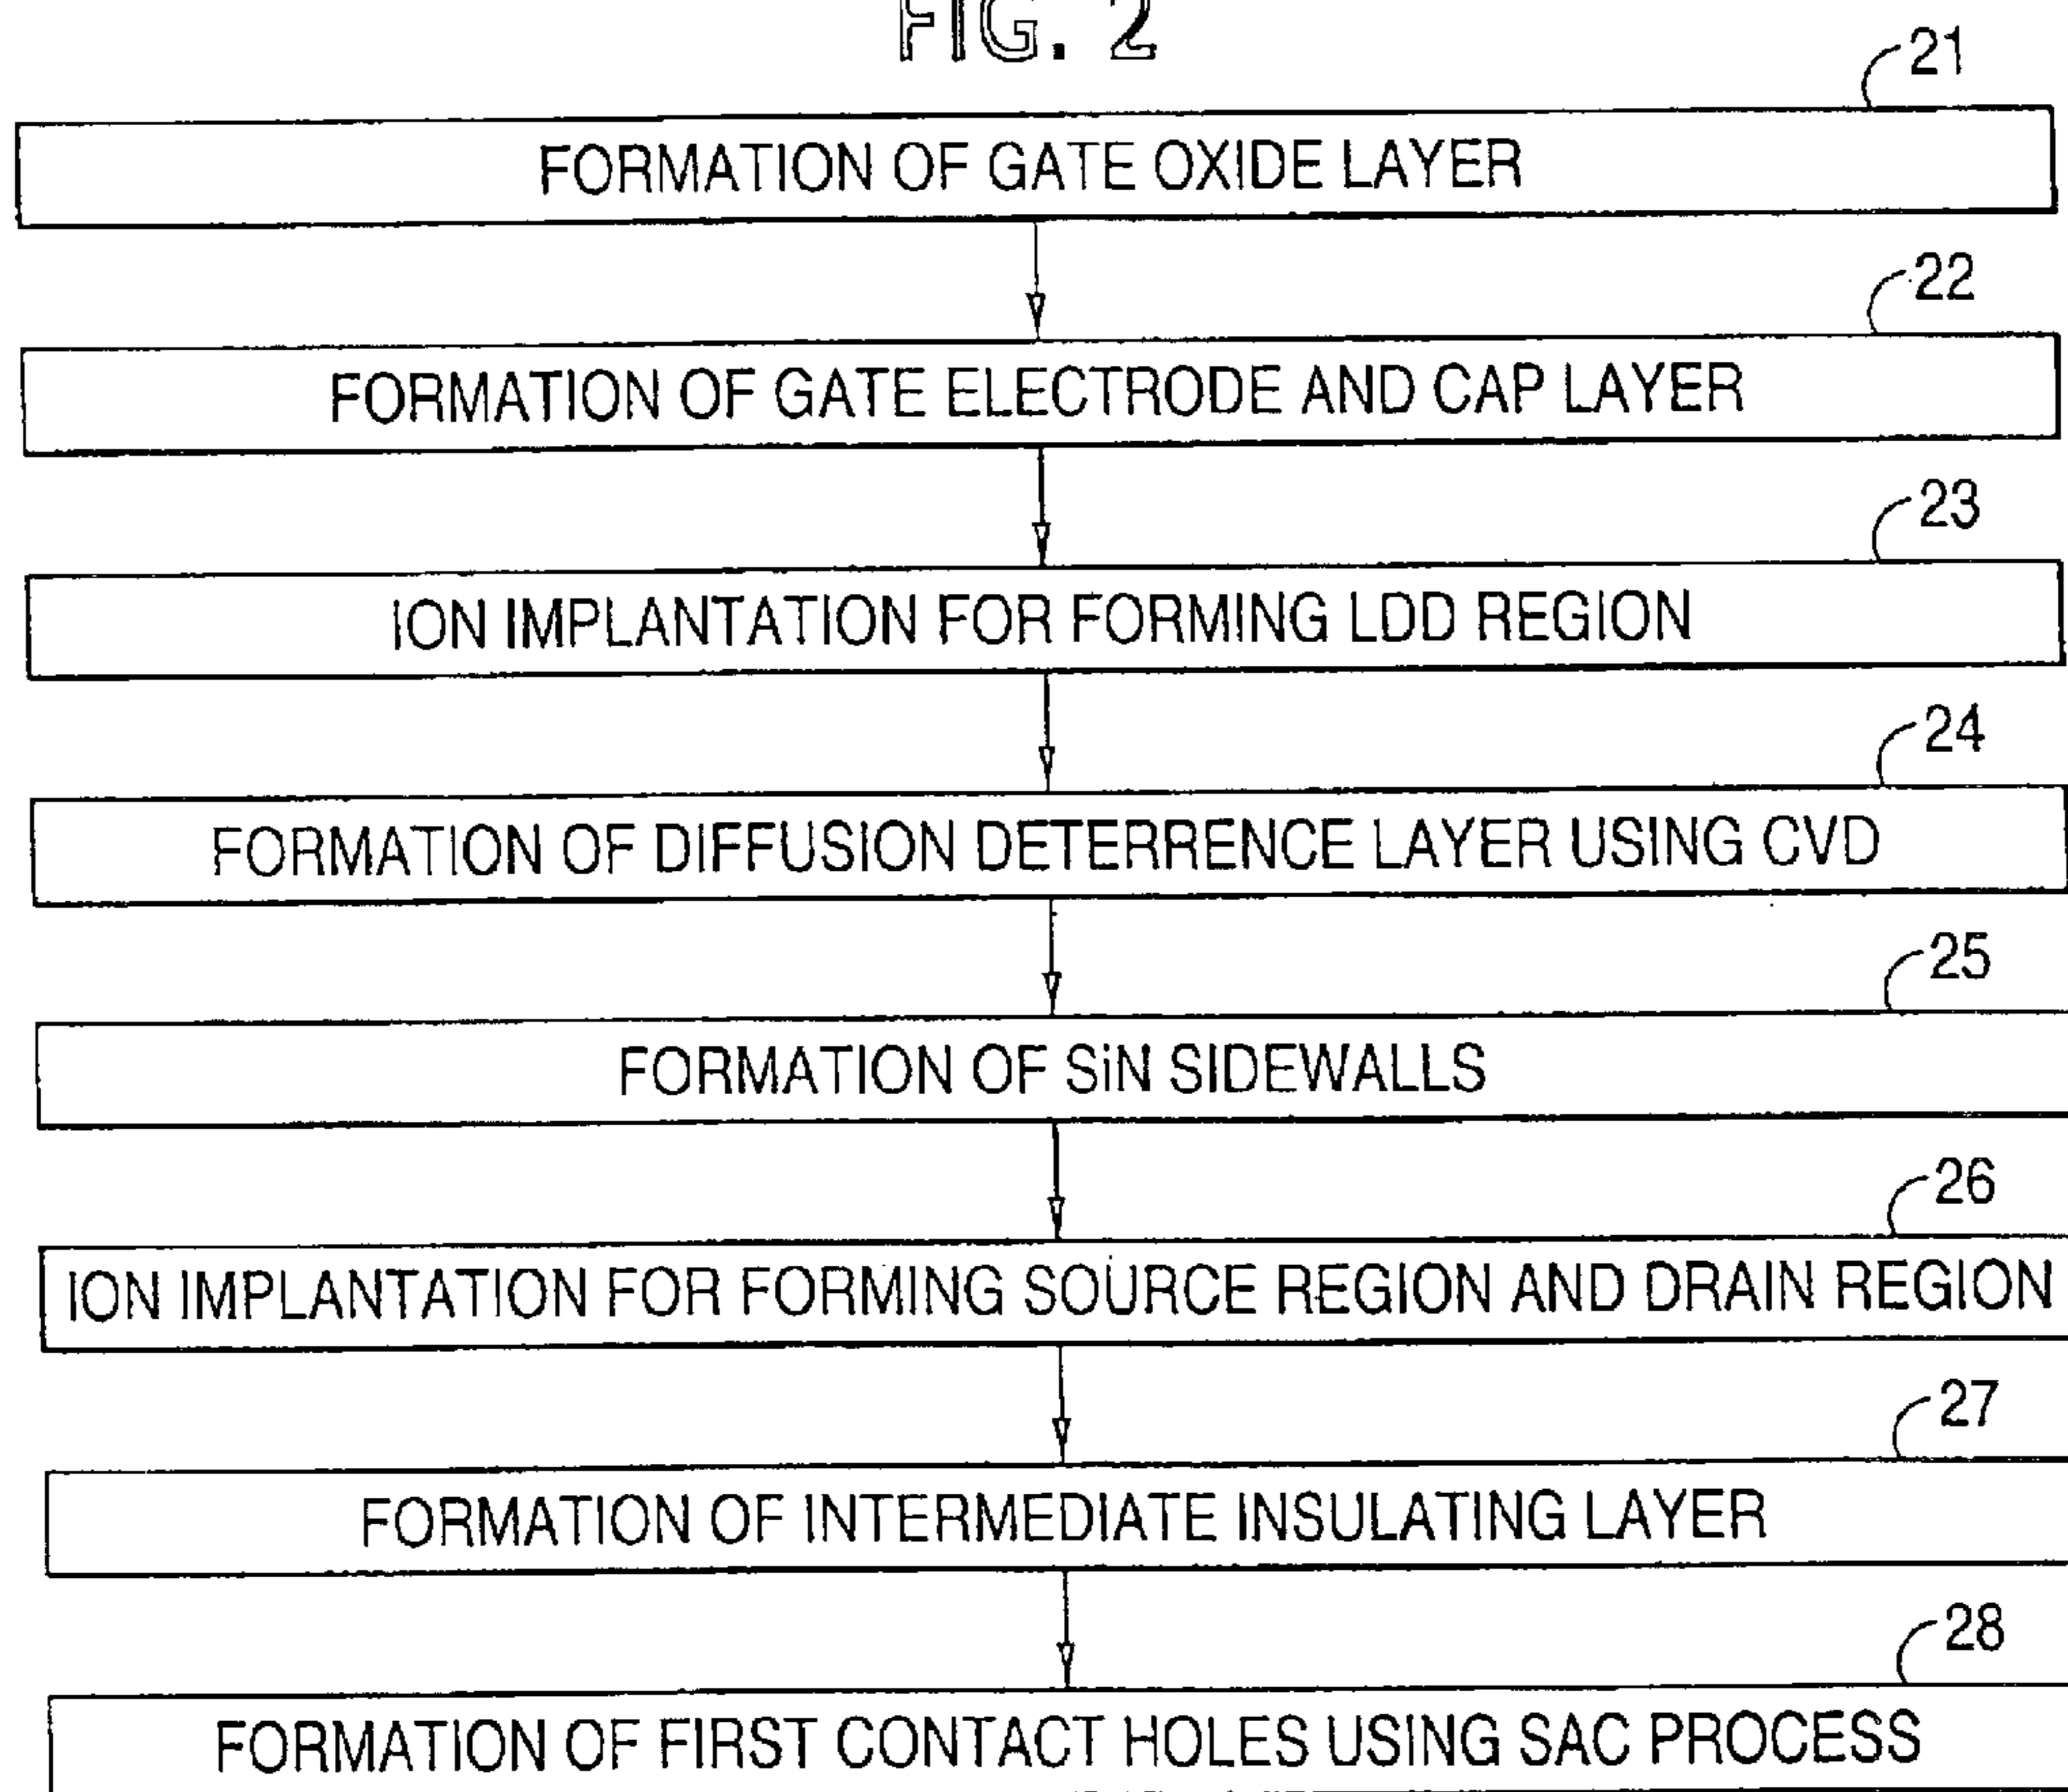 FIG. 2
21
FORMATION OF GATE OXIDE LAYER
22
FORMATION OF GATE ELECTRODE AND CAP LAYER
23
ION IMPLANTATION FOR FORMING LDD REGION
24
FORMATION OF DIFFUSION DETERRENCE LAYER USING CVD
25
FORMATION OF SiN SIDEWALLS
26
ION IMPLANTATION FOR FORMING SOURCE REGION AND DRAIN REGION
27
FORMATION OF INTERMEDIATE INSULATING LAYER
28
FORMATION OF FIRST CONTACT HOLES USING SAC PROCESS